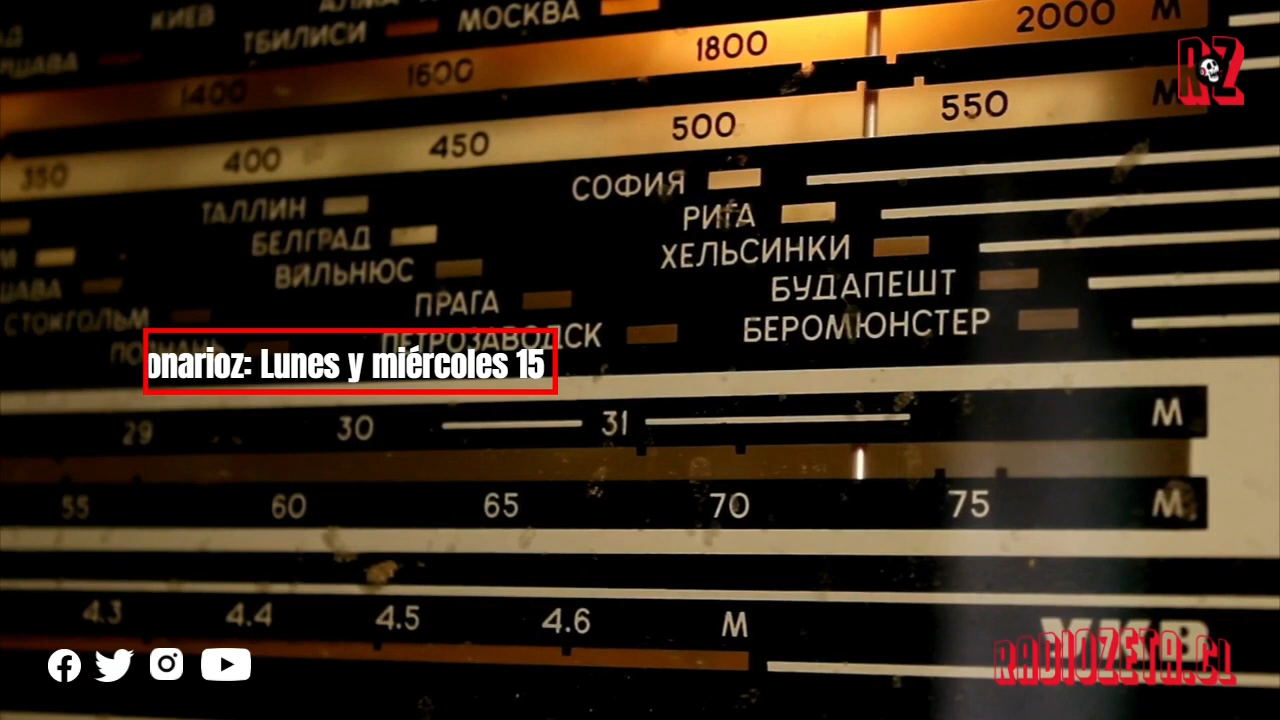 КИЕВ
МОСКВА
ТБИЛИСИ
1400 1600 1800 2000 М
350 400 450 500 550 М
СОФИЯ
ТАЛЛИН РИГА
БЕЛГРАД ХЕЛЬСИНКИ
ВИЛЬНЮС БУДАПЕШТ
ПРАГА
СТОКГОЛЬМ ПЕТРОЗАВОДСК БЕРОМЮНСТЕР
onarioz: Lunes y miércoles 15
29 30 31 М
55 60 65 70 75 М
4.3 4.4 4.5 4.6 М
УКВ
RZ
RADIOZETA.CL